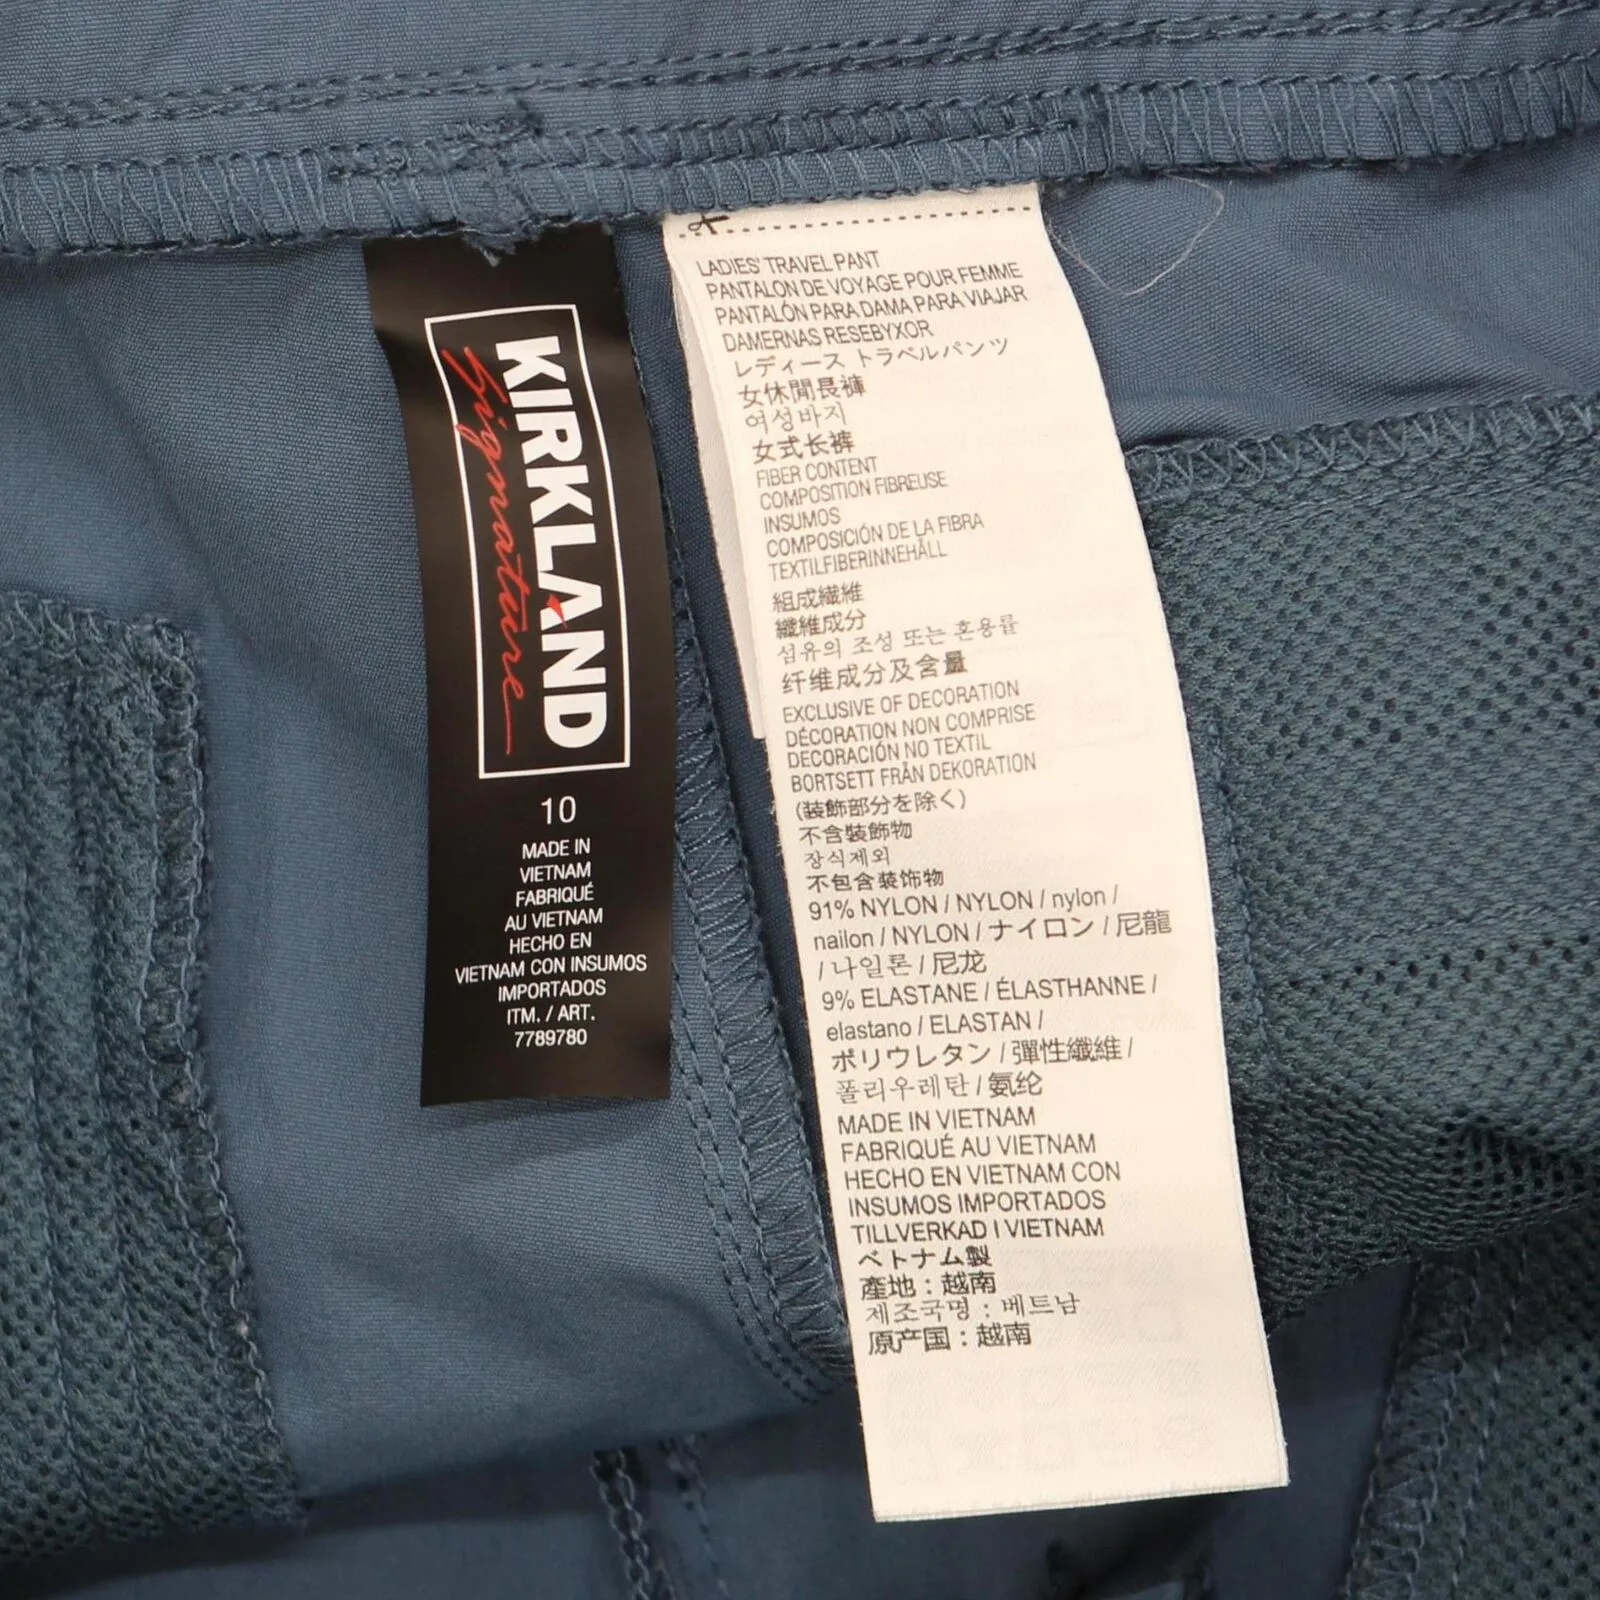 KIRKLAND
Signature
10
MADE IN
VIETNAM
FABRIQUÉ
AU VIETNAM
HECHO EN
VIETNAM CON INSUMOS
IMPORTADOS
ITM. / ART.
7789780
LADIES' TRAVEL PANT
PANTALON DE VOYAGE POUR FEMME
PANTALÓN PARA DAMA PARA VIAJAR
DAMERNAS RESEBYXOR
レディース トラベルパンツ
女休閒長褲
여성바지
女式长裤
FIBER CONTENT
COMPOSITION FIBREUSE
INSUMOS
COMPOSICIÓN DE LA FIBRA
TEXTILFIBERINNEHÅLL
組成繊維
纖維成分
섬유의 조성 또는 혼용률
纤维成分及含量
EXCLUSIVE OF DECORATION
DÉCORATION NON COMPRISE
DECORACIÓN NO TEXTIL
BORTSETT FRÅN DEKORATION
(装飾部分を除く)
不含裝飾物
장식제외
不包含装饰物
91% NYLON / NYLON / nylon /
nailon / NYLON / ナイロン / 尼龍
/ 나일론 / 尼龙
9% ELASTANE / ÉLASTHANNE /
elastano / ELASTAN /
ポリウレタン / 彈性纖維 /
폴리우레탄 / 氨纶
MADE IN VIETNAM
FABRIQUÉ AU VIETNAM
HECHO EN VIETNAM CON
INSUMOS IMPORTADOS
TILLVERKAD I VIETNAM
ベトナム製
產地：越南
제조국명 : 베트남
原产国：越南